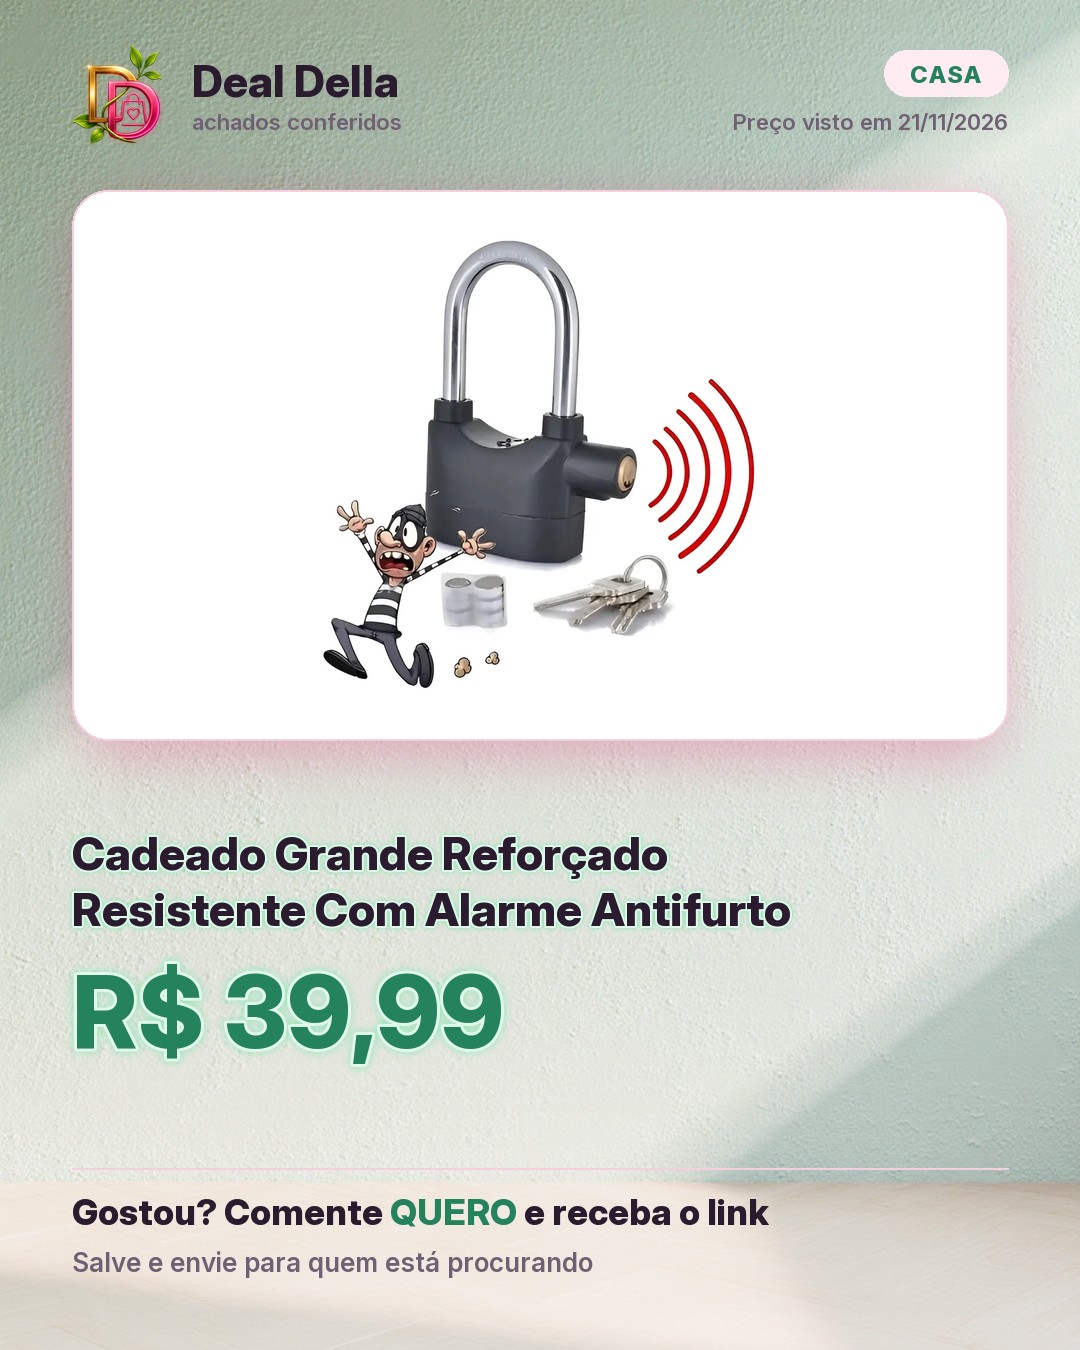 Deal Della
achados conferidos
CASA
Preço visto em 21/11/2026
Cadeado Grande Reforçado
Resistente Com Alarme Antifurto
R$ 39,99
Gostou? Comente QUERO e receba o link
Salve e envie para quem está procurando